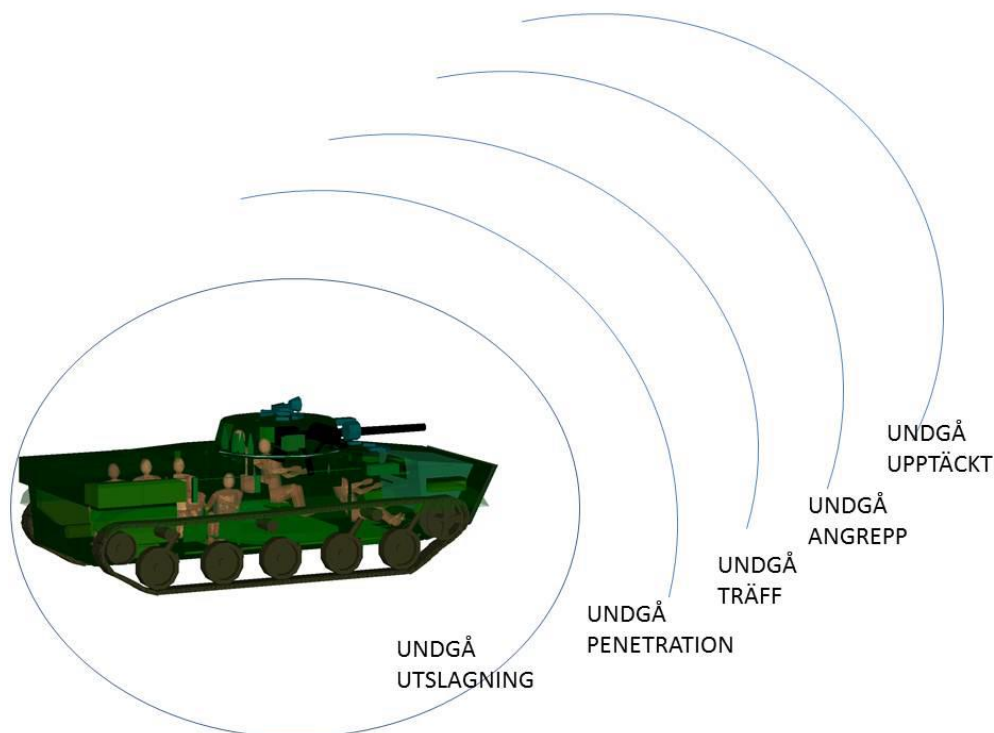 UNDGÅ
UPPTÄCKT
UNDGÅ
ANGREPP
UNDGÅ
TRÄFF
UNDGÅ
PENETRATION
UNDGÅ
UTSLAGNING